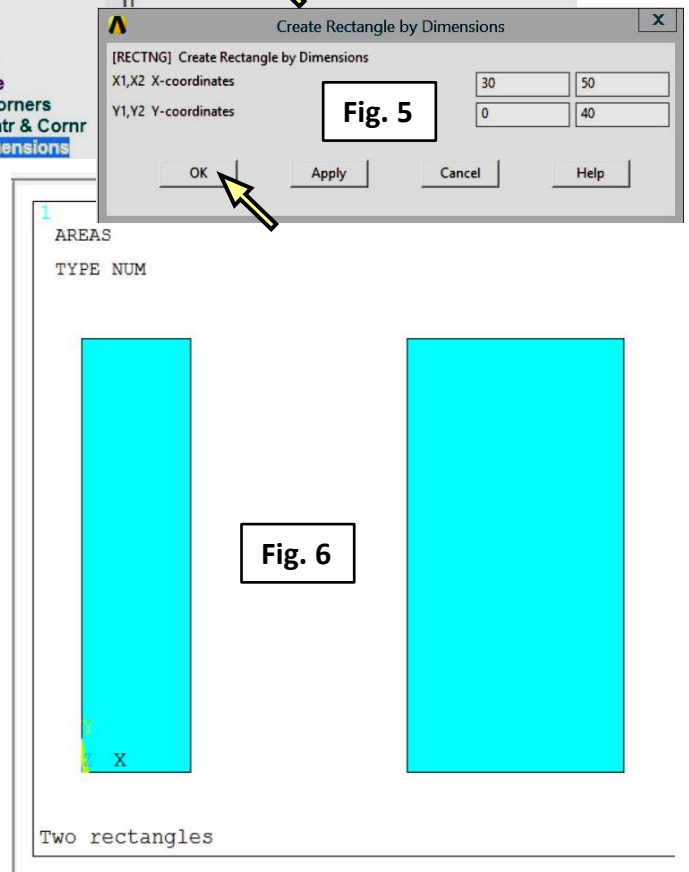 Create Rectangle by Dimensions
X
[RECTNG] Create Rectangle by Dimensions
X1,X2 X-coordinates 30 50
Y1,Y2 Y-coordinates 0 40
Fig. 5
OK Apply Cancel Help
e
orners
tr & Cornr
ensions
1
AREAS
TYPE NUM
Fig. 6
Y
Z X
Two rectangles